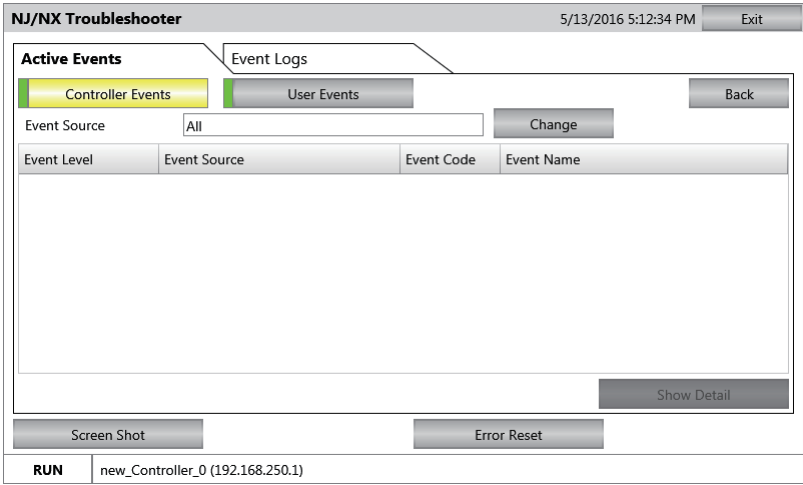 NJ/NX Troubleshooter 5/13/2016 5:12:34 PM Exit
Active Events Event Logs
Controller Events User Events Back
Event Source All Change
Event Level Event Source Event Code Event Name
Show Detail
Screen Shot Error Reset
RUN new_Controller_0 (192.168.250.1)